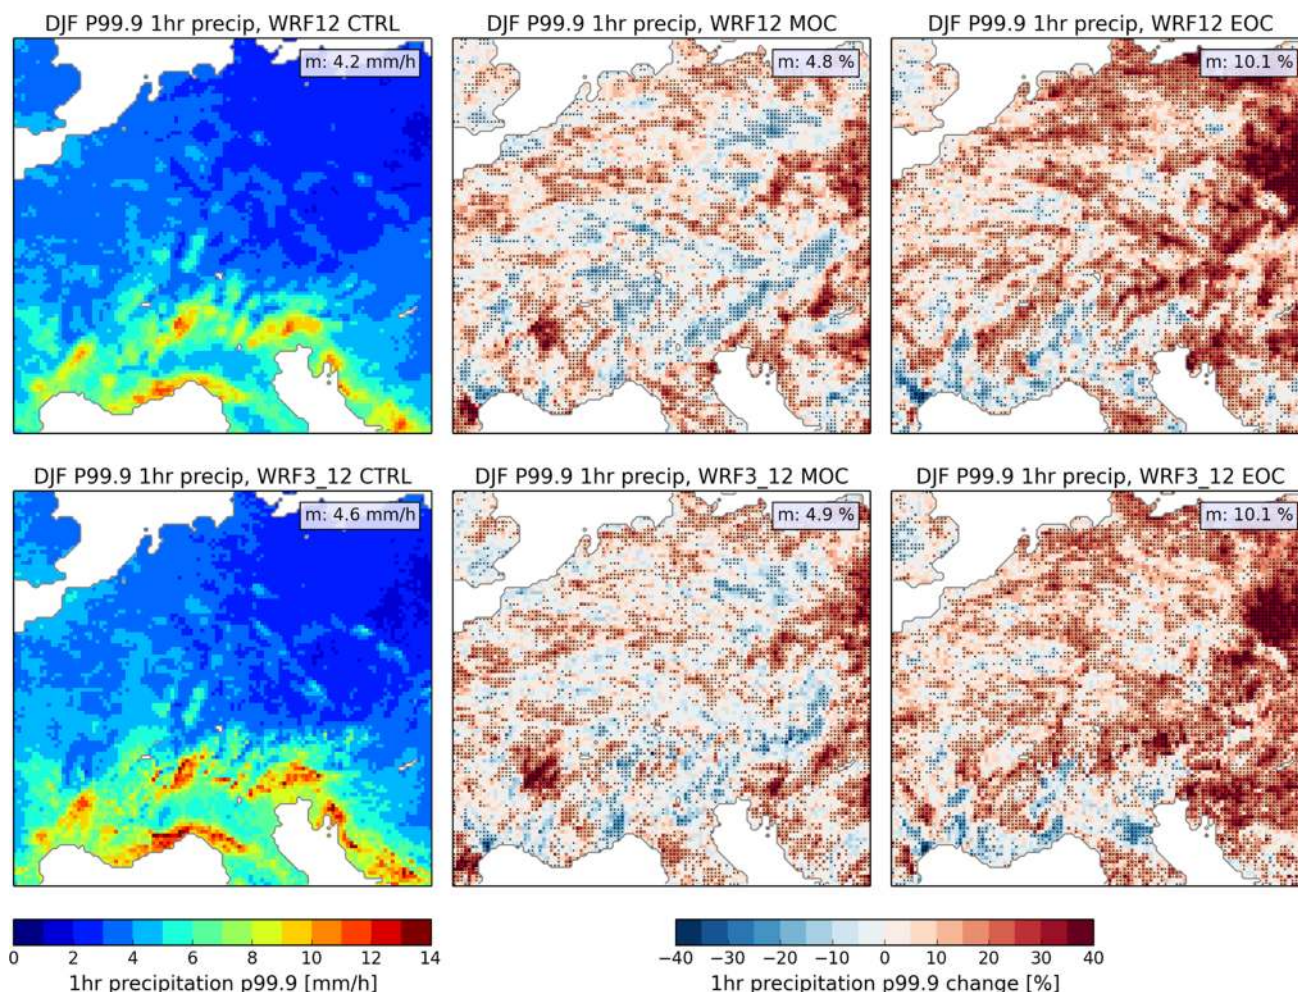 DJF P99.9 1hr precip, WRF12 CTRL
DJF P99.9 1hr precip, WRF12 MOC
DJF P99.9 1hr precip, WRF12 EOC
m: 4.2 mm/h
m: 4.8 %
m: 10.1 %
DJF P99.9 1hr precip, WRF3_12 CTRL
DJF P99.9 1hr precip, WRF3_12 MOC
DJF P99.9 1hr precip, WRF3_12 EOC
m: 4.6 mm/h
m: 4.9 %
m: 10.1 %
0 2 4 6 8 10 12 14
1hr precipitation p99.9 [mm/h]
−40 −30 −20 −10 0 10 20 30 40
1hr precipitation p99.9 change [%]